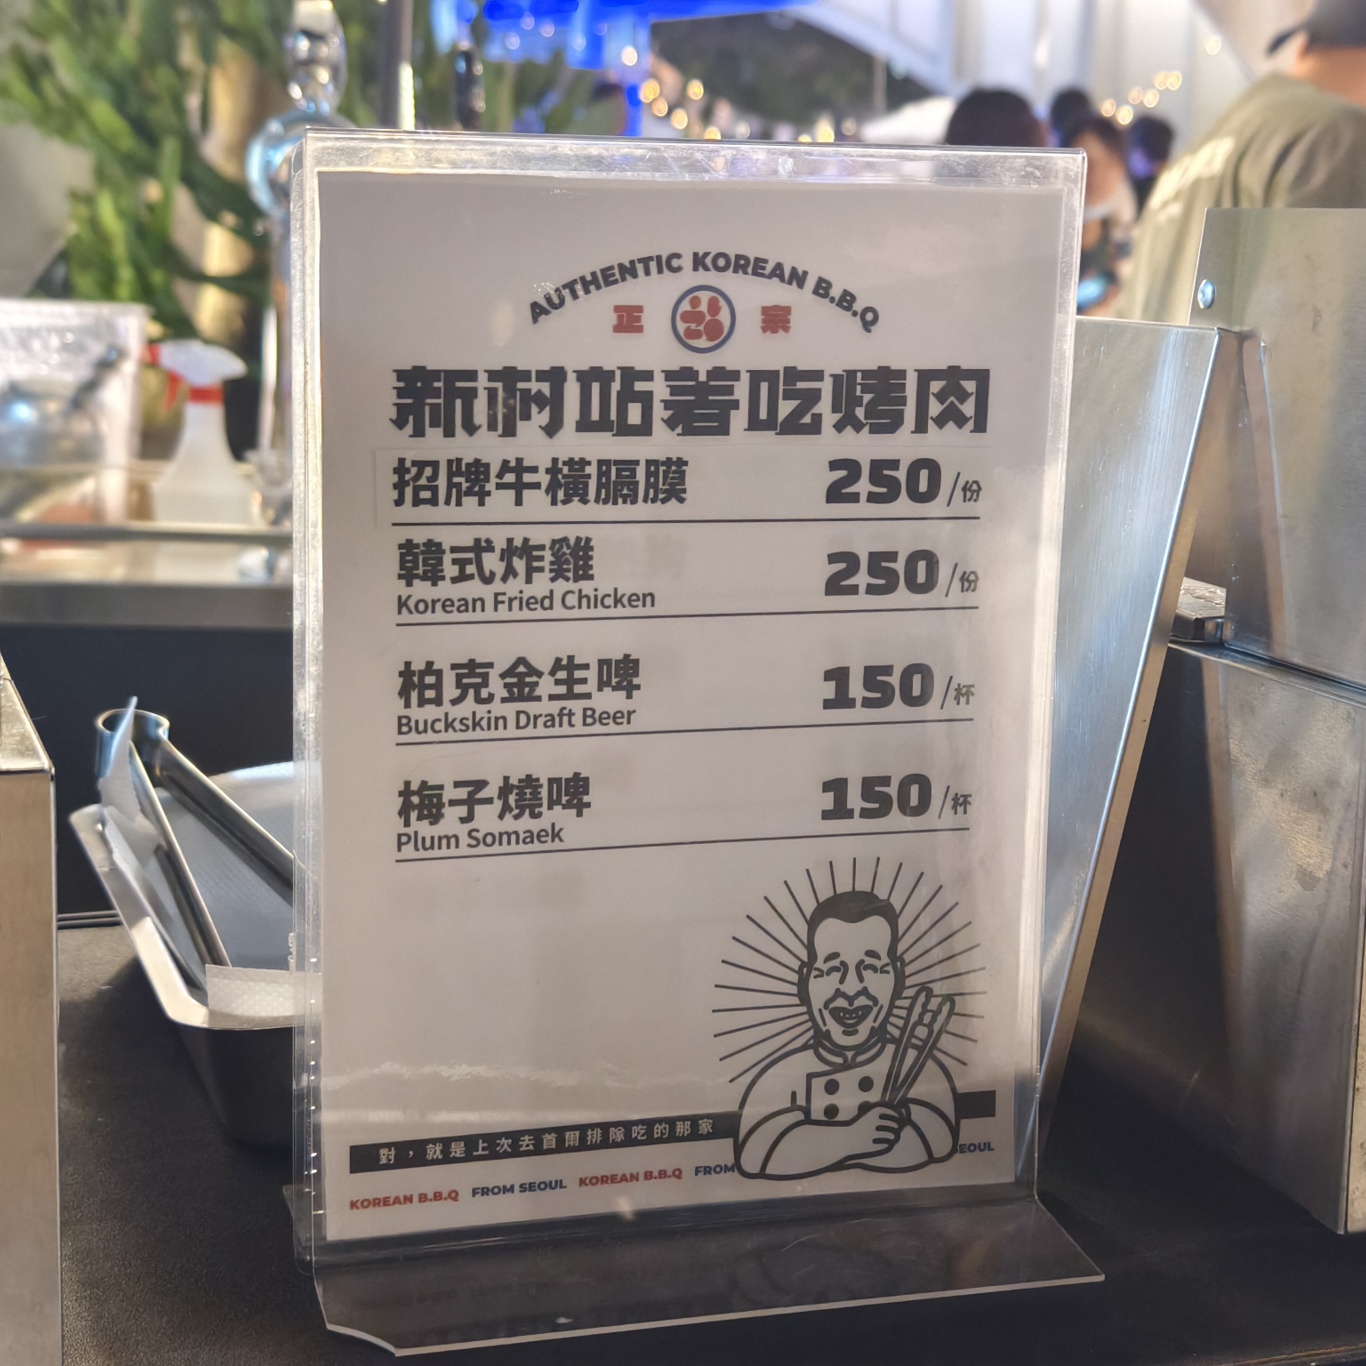 AUTHENTIC KOREAN B.B.Q
正 站 宗
新村站著吃烤肉
招牌牛橫膈膜 250/份
韓式炸雞 250/份
Korean Fried Chicken
柏克金生啤 150/杯
Buckskin Draft Beer
梅子燒啤 150/杯
Plum Somaek
對，就是上次去首爾排除吃的那家
KOREAN B.B.Q FROM SEOUL KOREAN B.B.Q FROM SEOUL